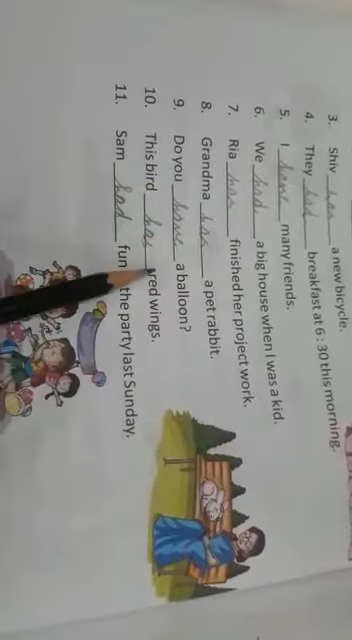 3. Shiv has a new bicycle.
4. They had breakfast at 6 : 30 this morning.
5. I have many friends.
6. We had a big house when I was a kid.
7. Ria has finished her project work.
8. Grandma has a pet rabbit.
9. Do you have a balloon?
10. This bird has red wings.
11. Sam had fun the party last Sunday.